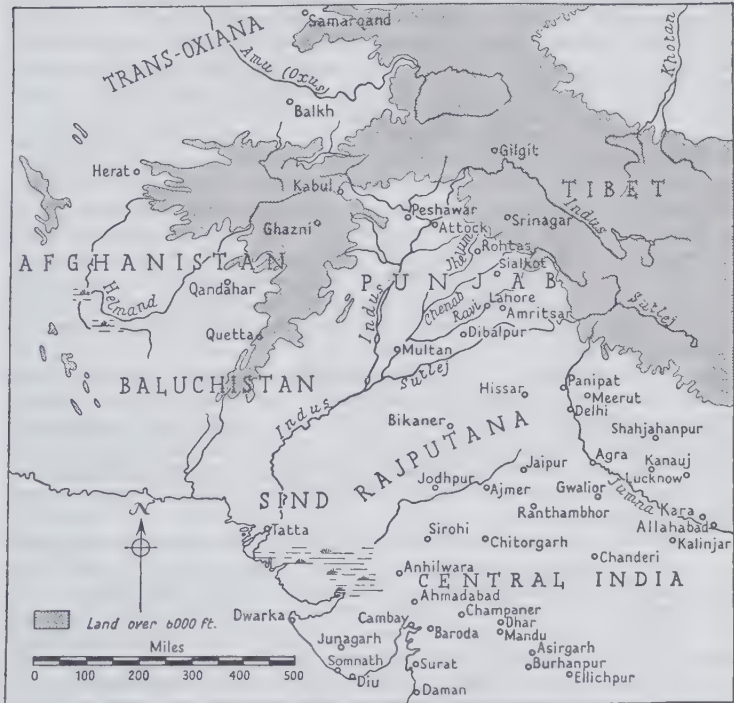 Samarqand
TRANS-OXIANA
Amu (Oxus)
Khotan
Balkh
Gilgit
Herat
Kabul
TIBET
Indus
Peshawar
Srinagar
Attock
Ghazni
Rohtas
Jhelum
AFGHANISTAN
Sialkot
PUNJAB
Qandahar
Helmand
Chenab
Lahore
Ravi
Amritsar
Sutlej
Indus
Dibalpur
Quetta
Multan
Sutlej
BALUCHISTAN
Panipat
Hissar
Meerut
Delhi
Indus
Bikaner
Shahjahanpur
RAJPUTANA
Agra
Kanauj
Jaipur
Lucknow
Jodhpur
Ajmer
Gwalior
SIND
Jumna
Ranthambhor
Kara
N
Tatta
Allahabad
Sirohi
Chitorgarh
Kalinjar
Chanderi
Anhilwara
CENTRAL INDIA
Ahmadabad
Champaner
Land over 6000 ft.
Dwarka
Cambay
Dhar
Baroda
Mandu
Miles
Junagarh
Asirgarh
Somnath
Surat
Burhanpur
0 100 200 300 400 500
Diu
Ellichpur
Daman